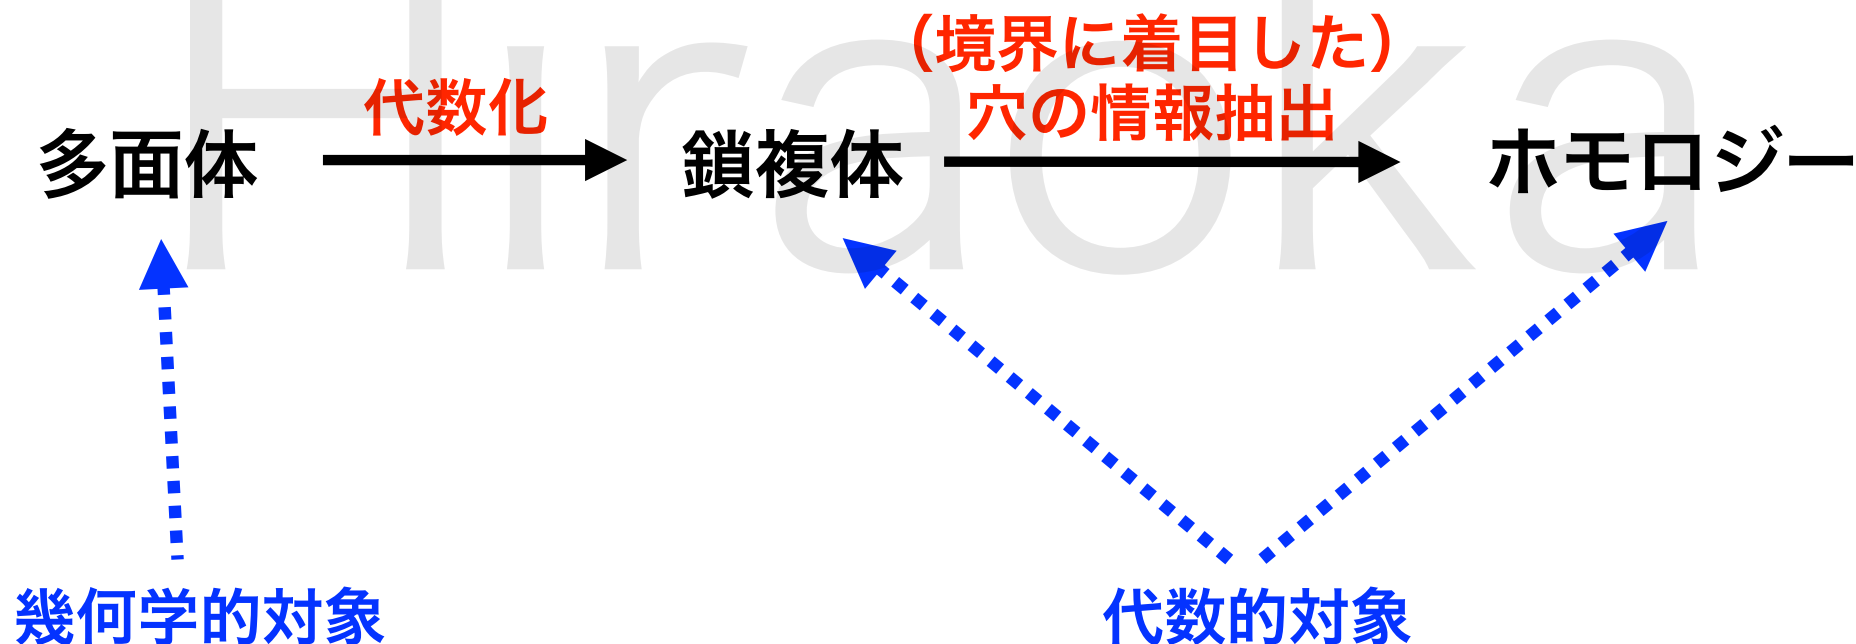 （境界に着目した）
代数化
穴の情報抽出
多面体
鎖複体
ホモロジー
Hiraoka
幾何学的対象
代数的対象